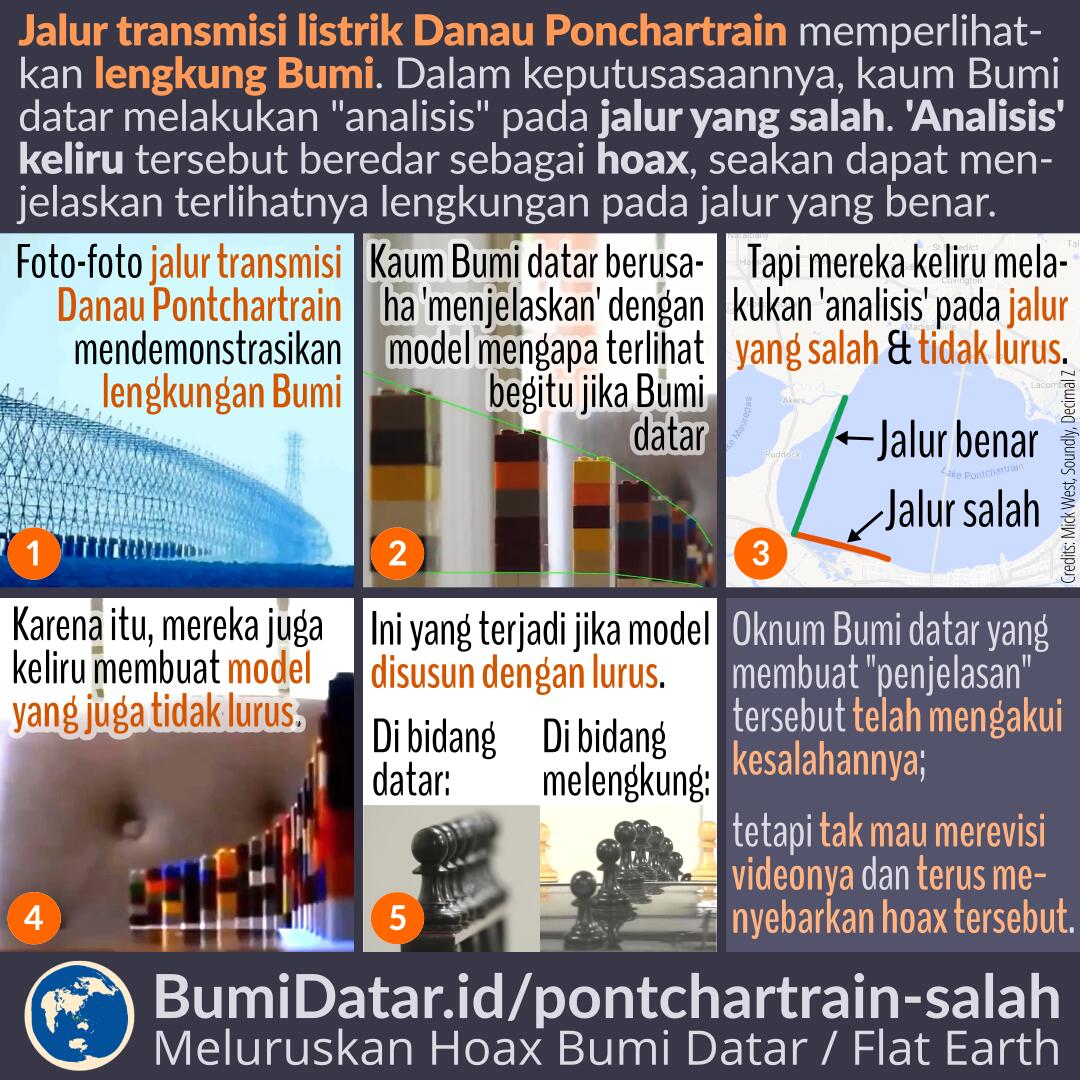 Jalur transmisi listrik Danau Ponchartrain memperlihat-
kan lengkung Bumi. Dalam keputusasaannya, kaum Bumi
datar melakukan "analisis" pada jalur yang salah. 'Analisis'
keliru tersebut beredar sebagai hoax, seakan dapat men-
jelaskan terlihatnya lengkungan pada jalur yang benar.
Foto-foto jalur transmisi
Danau Pontchartrain
mendemonstrasikan
lengkungan Bumi
1
Kaum Bumi datar berusa-
ha 'menjelaskan' dengan
model mengapa terlihat
begitu jika Bumi
datar
2
Tapi mereka keliru mela-
kukan 'analisis' pada jalur
yang salah & tidak lurus.
Akers
Ruddock
Lake Pontchartrain
Jalur benar
Jalur salah
Credits: Mick West, Soundly, Decimal Z
3
Karena itu, mereka juga
keliru membuat model
yang juga tidak lurus.
4
Ini yang terjadi jika model
disusun dengan lurus.
Di bidang
datar:
Di bidang
melengkung:
5
Oknum Bumi datar yang
membuat "penjelasan"
tersebut telah mengakui
kesalahannya;
tetapi tak mau merevisi
videonya dan terus me-
nyebarkan hoax tersebut.
BumiDatar.id/pontchartrain-salah
Meluruskan Hoax Bumi Datar / Flat Earth